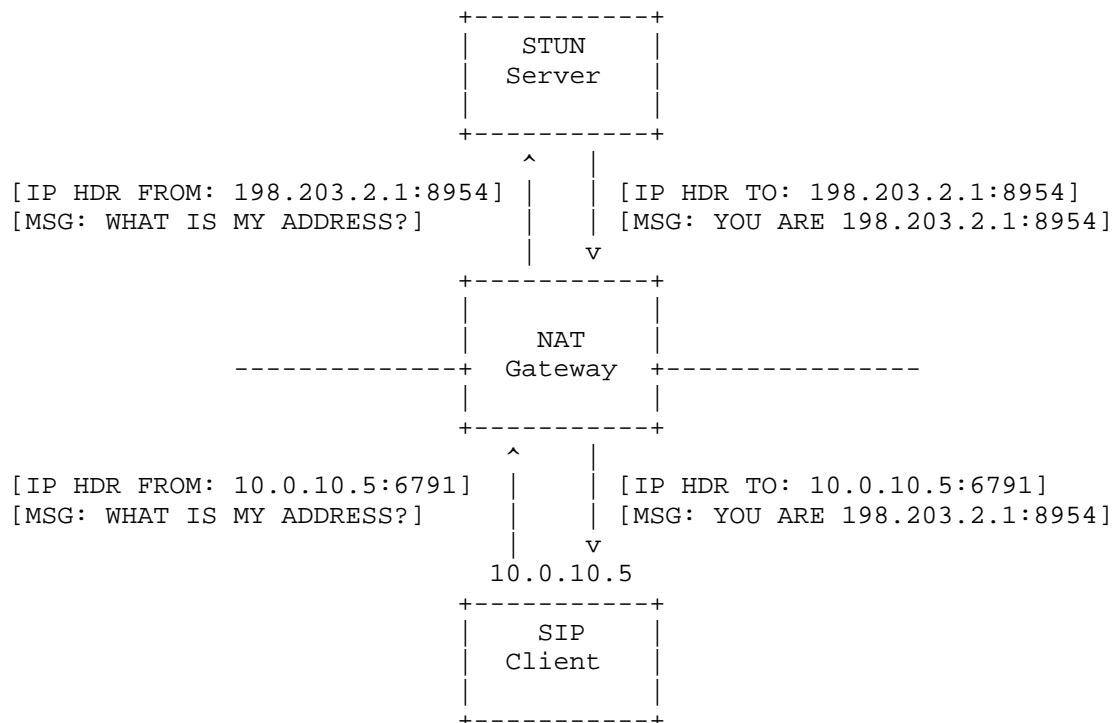 STUN
Server
[IP HDR FROM: 198.203.2.1:8954]
[IP HDR TO: 198.203.2.1:8954]
[MSG: WHAT IS MY ADDRESS?]
[MSG: YOU ARE 198.203.2.1:8954]
NAT
Gateway
[IP HDR FROM: 10.0.10.5:6791]
[IP HDR TO: 10.0.10.5:6791]
[MSG: WHAT IS MY ADDRESS?]
[MSG: YOU ARE 198.203.2.1:8954]
10.0.10.5
SIP
Client